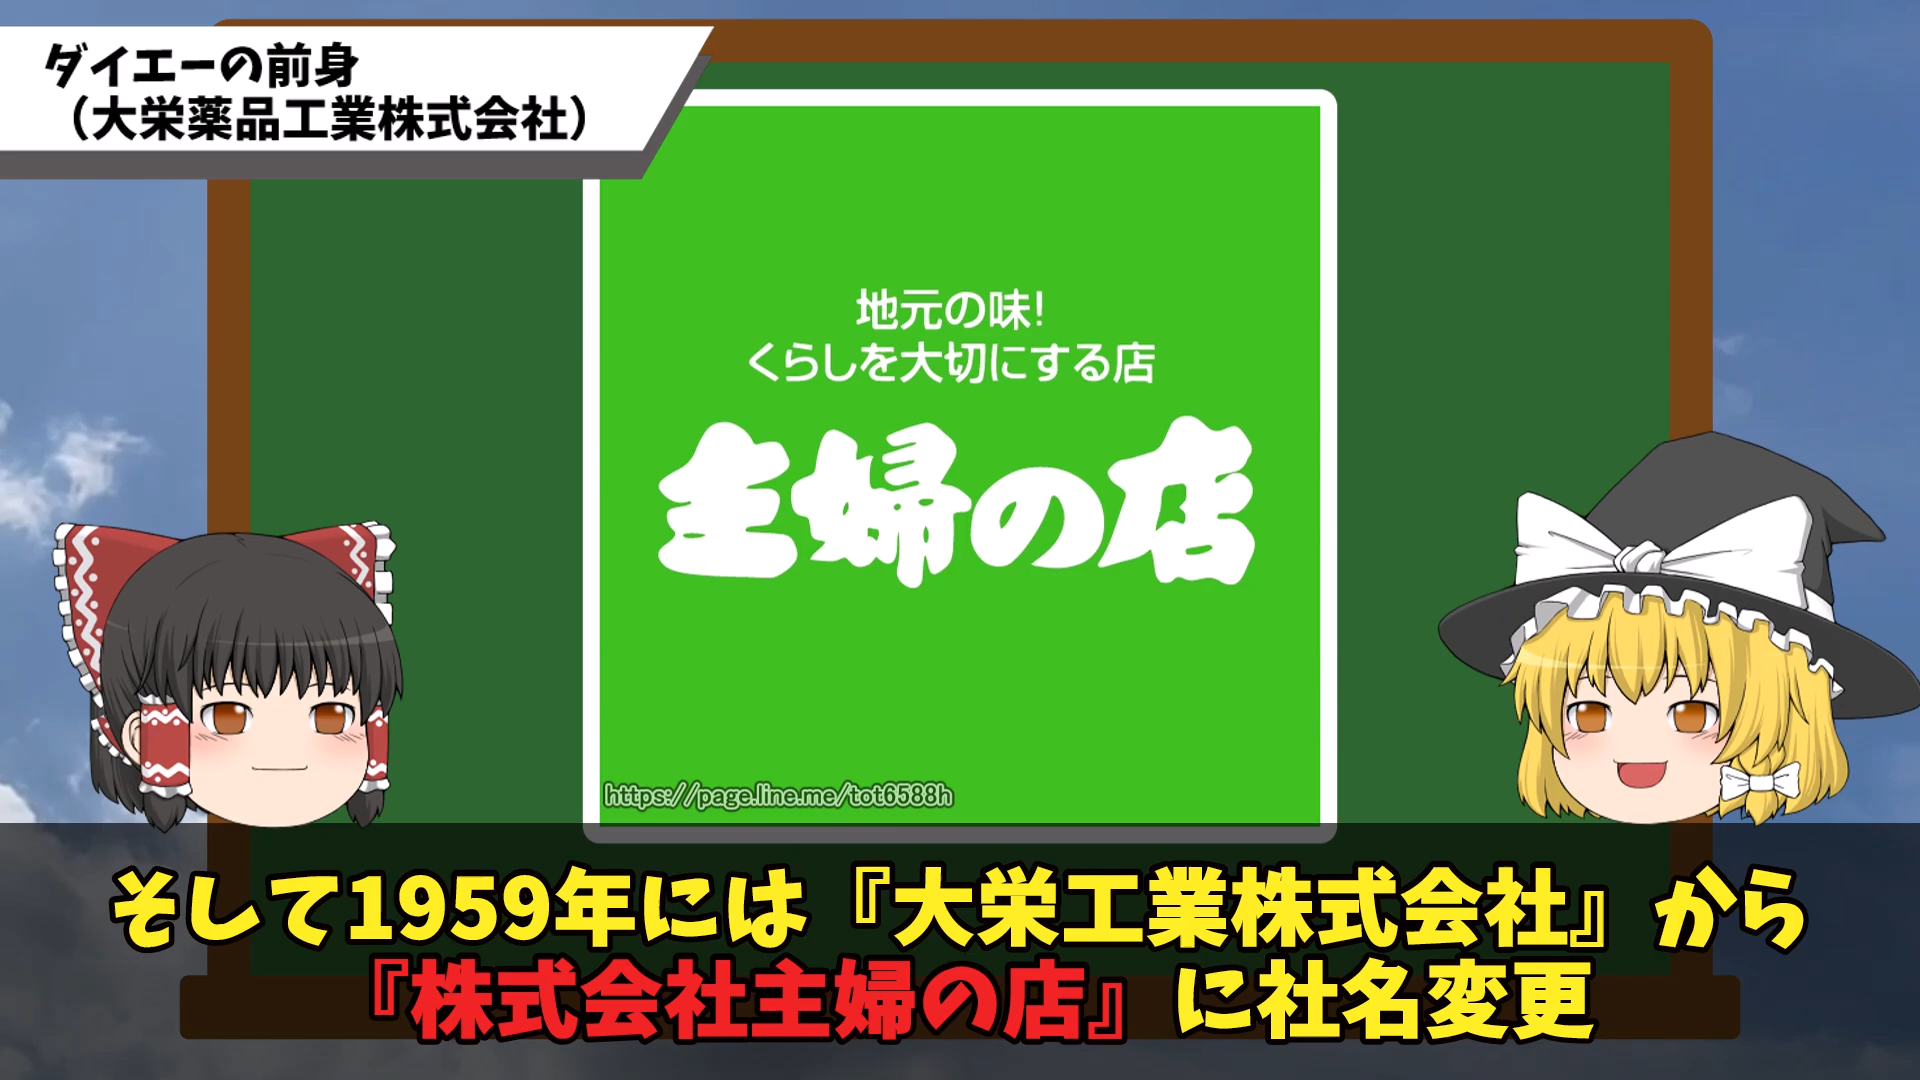 ダイエーの前身
（大栄薬品工業株式会社）
地元の味!
くらしを大切にする店
主婦の店
https://page.line.me/tot6588h
そして1959年には『大栄工業株式会社』から
『株式会社主婦の店』に社名変更